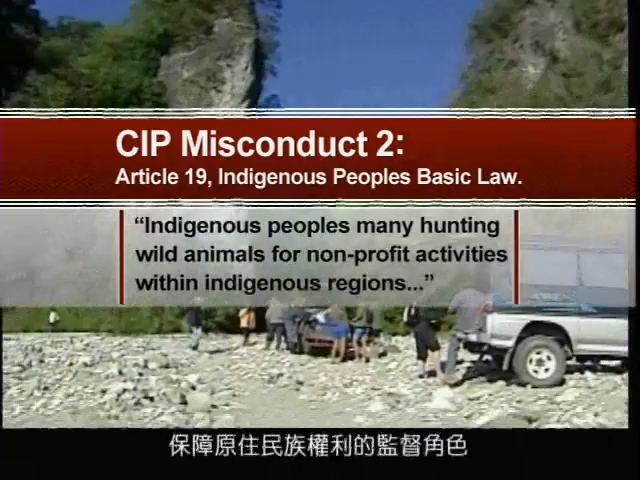 CIP Misconduct 2:
Article 19, Indigenous Peoples Basic Law.
“Indigenous peoples many hunting
wild animals for non-profit activities
within indigenous regions...”
保障原住民族權利的監督角色